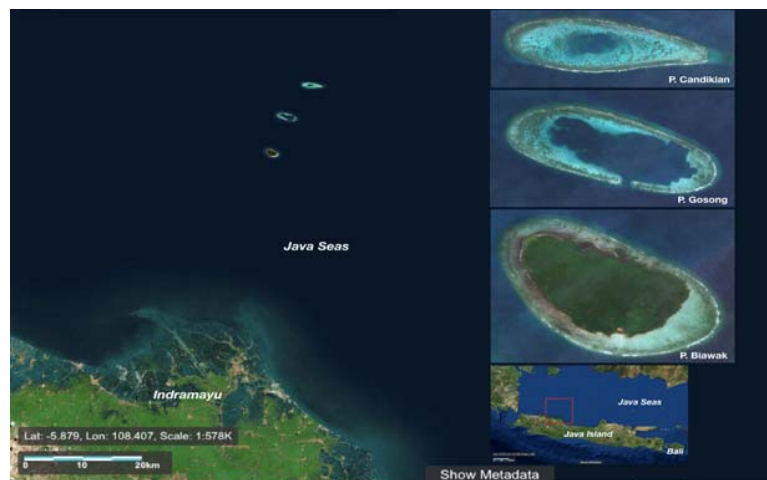 P. Candikian
P. Gosong
Java Seas
P. Biawak
Indramayu
Java Seas
Java Island
Bali
Lat: -5.879, Lon: 108.407, Scale: 1:578K
0 10 20km
Show Metadata